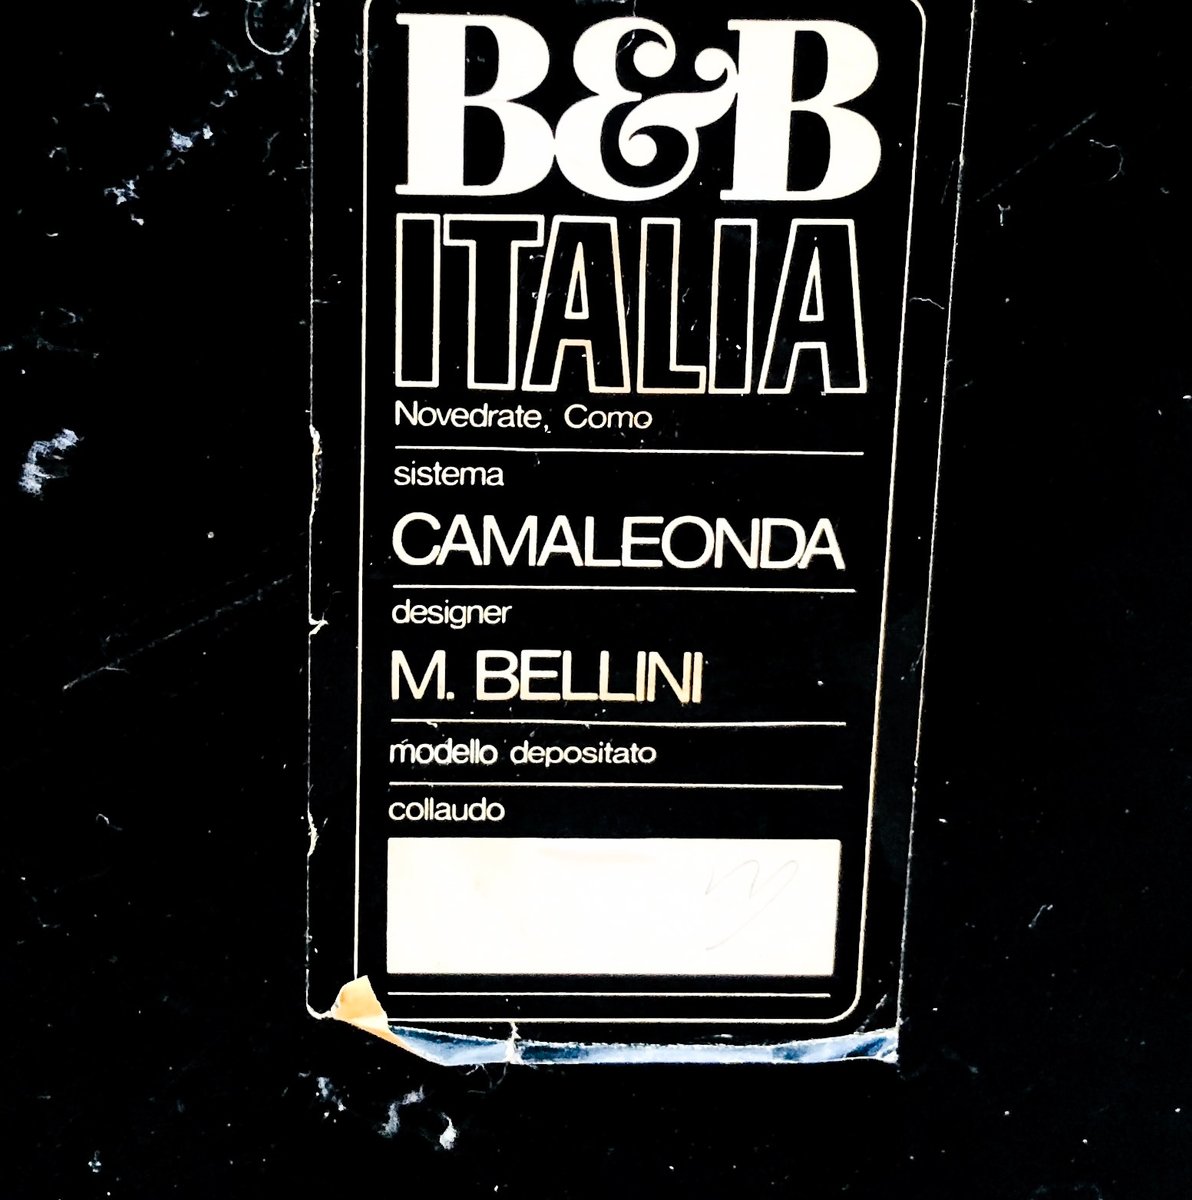 B&B
ITALIA
Novedrate, Como
sistema
CAMALEONDA
designer
M. BELLINI
modello depositato
collaudo